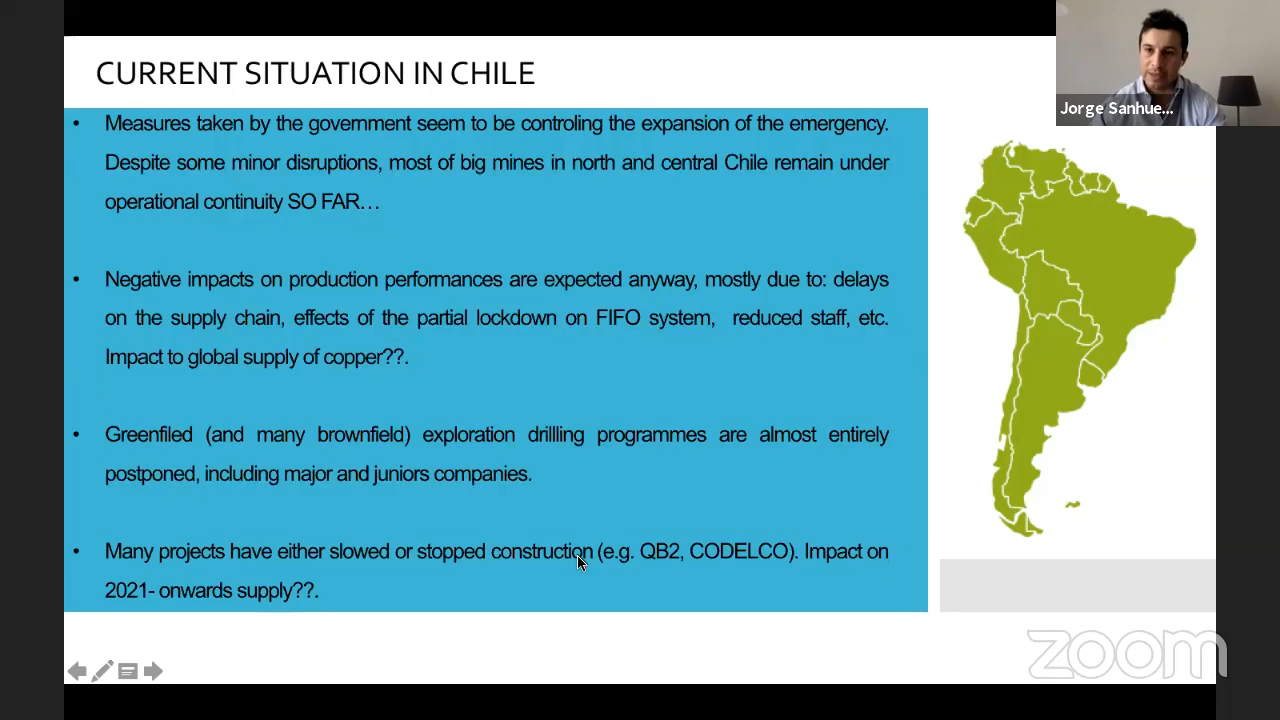 CURRENT SITUATION IN CHILE
Jorge Sanhue...
• Measures taken by the government seem to be controling the expansion of the emergency.
Despite some minor disruptions, most of big mines in north and central Chile remain under
operational continuity SO FAR…
• Negative impacts on production performances are expected anyway, mostly due to: delays
on the supply chain, effects of the partial lockdown on FIFO system, reduced staff, etc.
Impact to global supply of copper??.
• Greenfiled (and many brownfield) exploration drillling programmes are almost entirely
postponed, including major and juniors companies.
• Many projects have either slowed or stopped construction (e.g. QB2, CODELCO). Impact on
2021- onwards supply??.
zoom